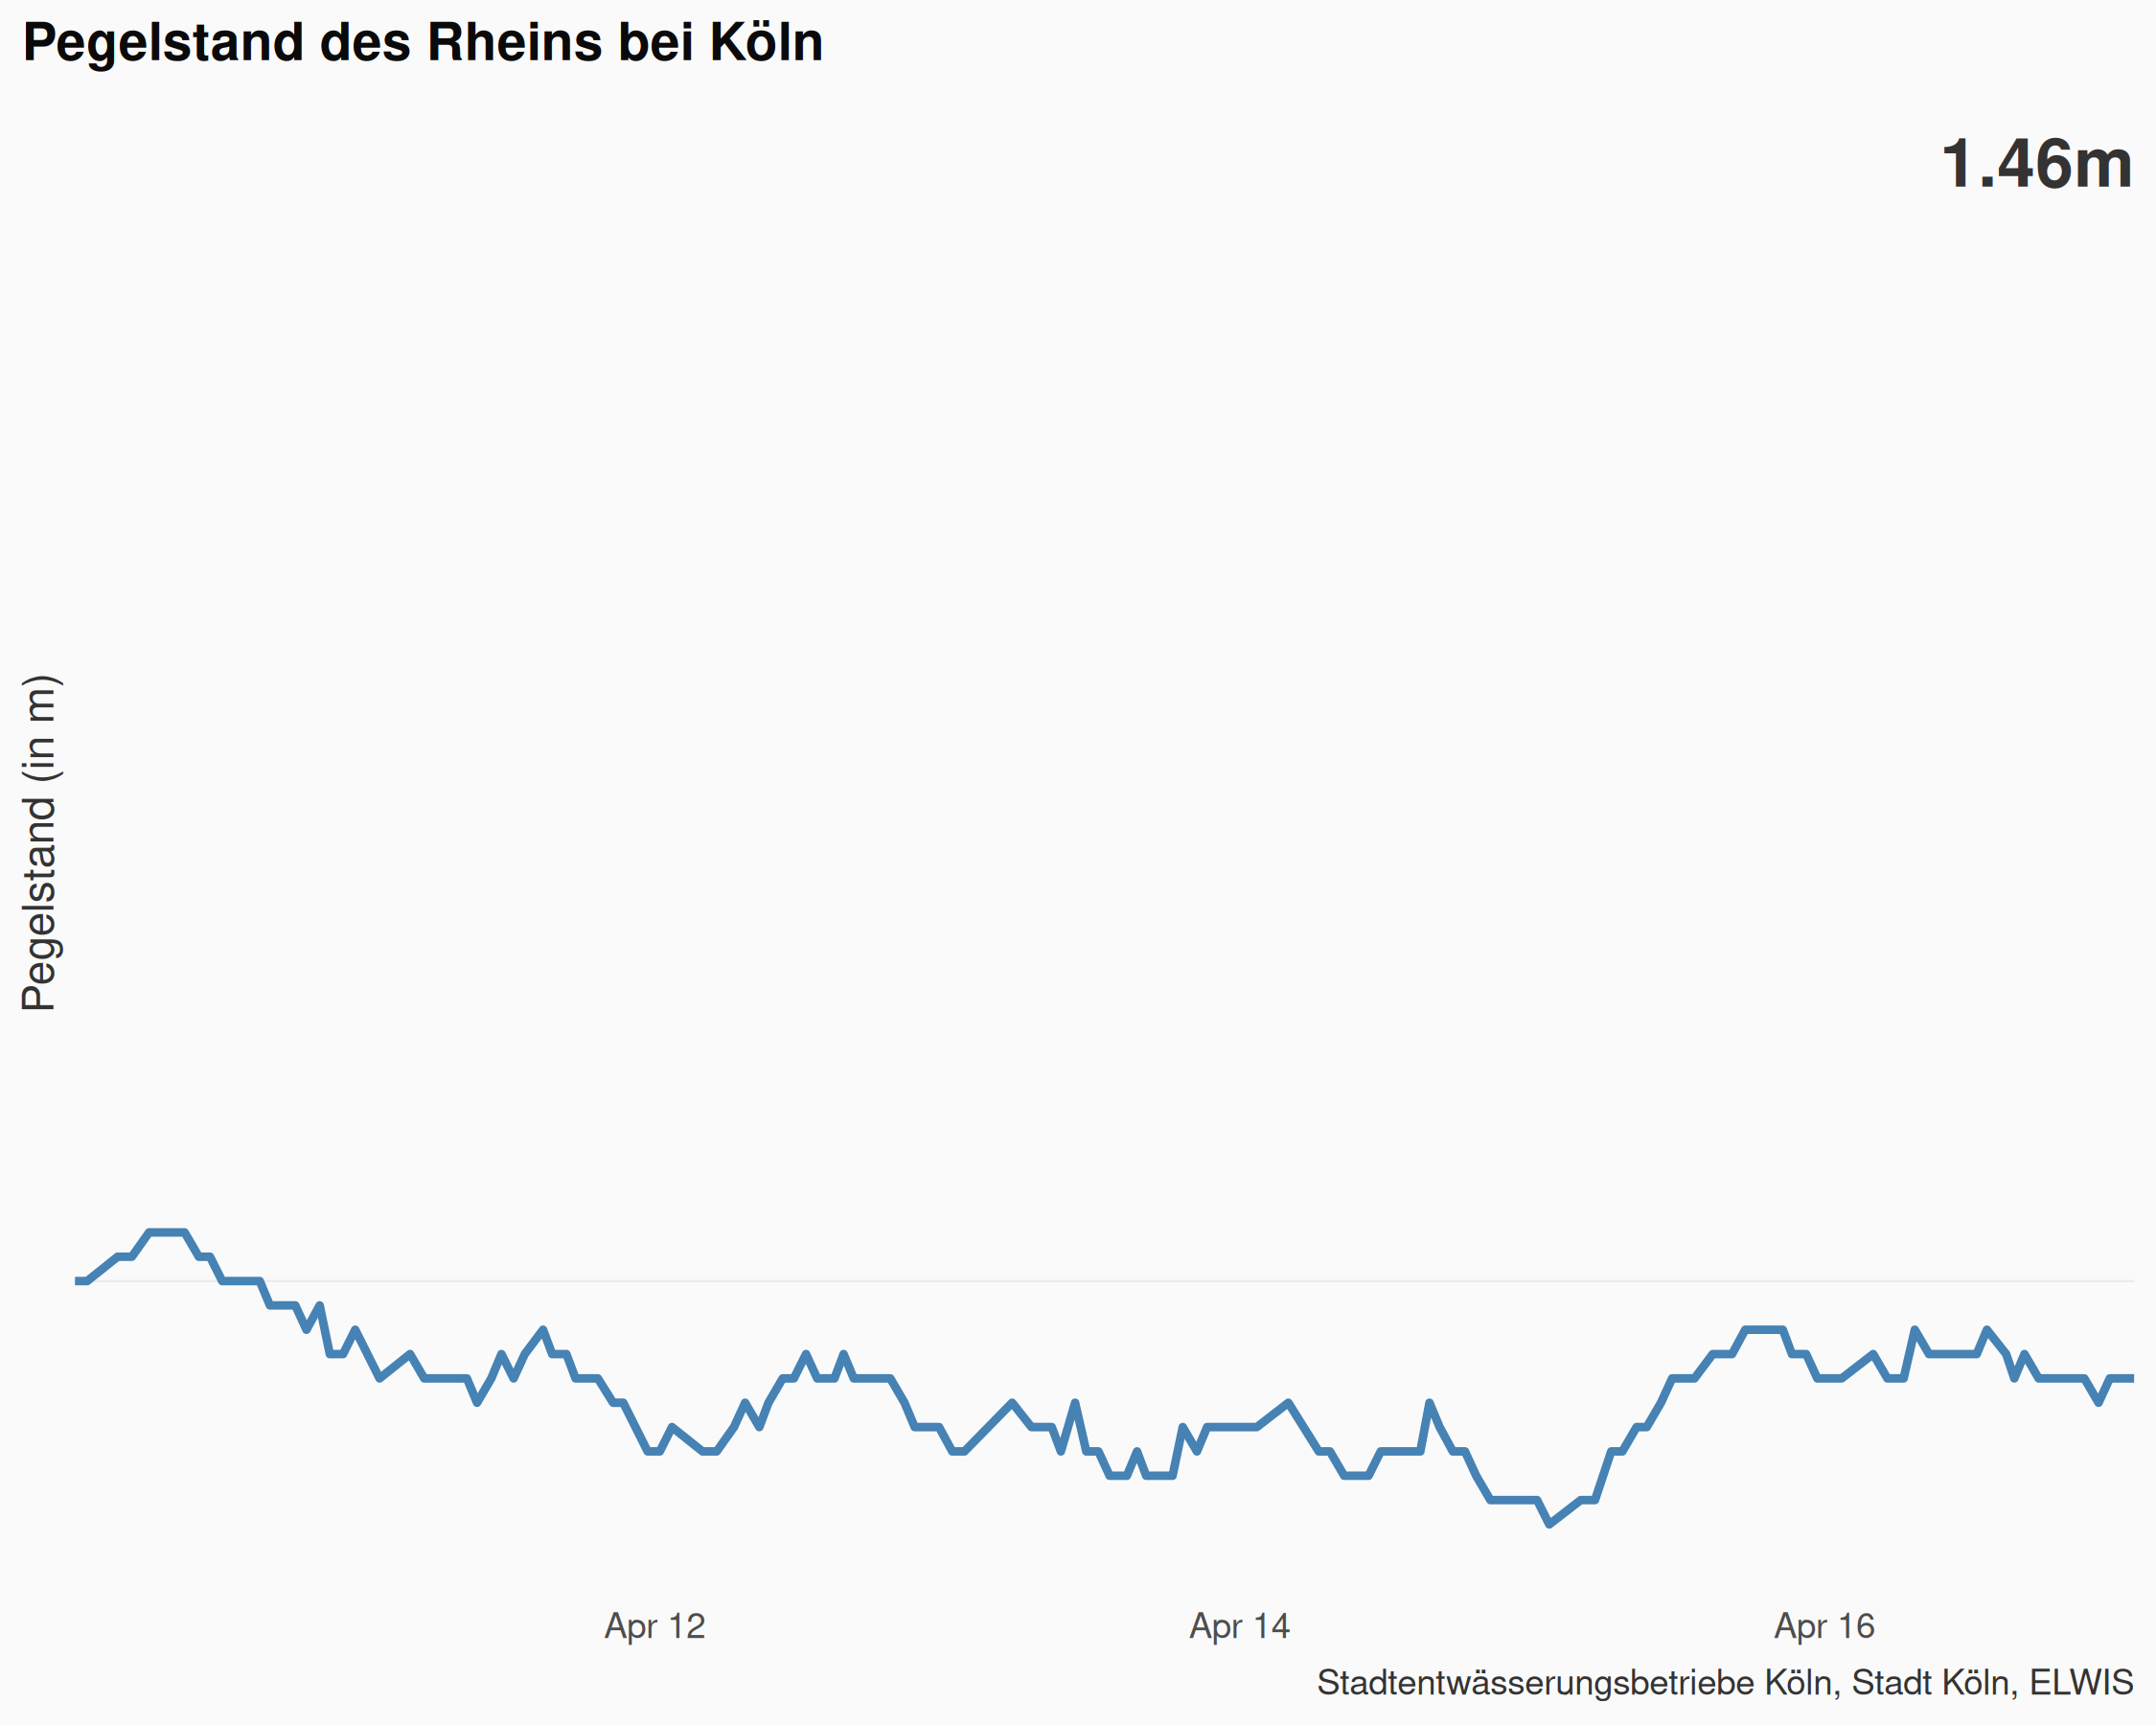 Pegelstand des Rheins bei Köln
1.46m
Pegelstand (in m)
Apr 12
Apr 14
Apr 16
Stadtentwässerungsbetriebe Köln, Stadt Köln, ELWIS